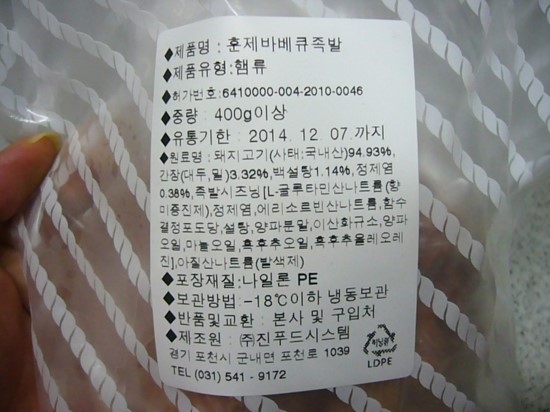 ◆제품명 : 훈제바베큐족발
◆제품유형:햄류
◆허가번호:6410000-004-2010-0046
◆중량 : 400g이상
◆유통기한 : 2014. 12. 07.까지
◆원료명 : 돼지고기(사태:국내산)94.93%,
간장(대두,밀)3.32%,백설탕1.14%,정제염
0.38%,족발시즈닝[L-글루타민산나트륨(향
미증진제),정제염,에리소르빈산나트륨,함수
결정포도당,설탕,양파분말,이산화규소,양파
오일,마늘오일,흑후추오일,흑후추올레오레
진],아질산나트륨(발색제)
◆포장재질:나일론 PE
◆보관방법:-18℃이하 냉동보관
◆반품및교환 : 본사 및 구입처
◆제조원 : ㈜진푸드시스템
경기 포천시 군내면 포천로 1039
TEL (031) 541 - 9172
비닐류
LDPE